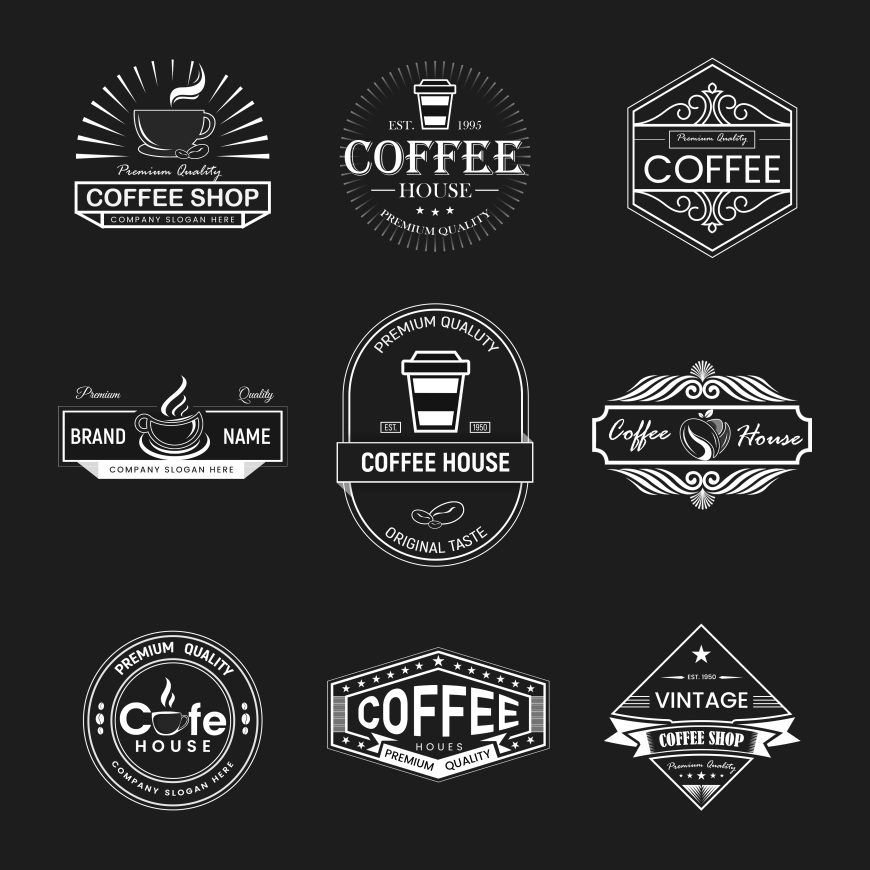 Premium Quality
COFFEE SHOP
COMPANY SLOGAN HERE
EST. 1995
COFFEE
HOUSE
PREMIUM QUALITY
Premium Quality
COFFEE
Premium Quality
BRAND NAME
COMPANY SLOGAN HERE
PREMIUM QUALUTY
EST. 1950
COFFEE HOUSE
ORIGINAL TASTE
Coffee House
PREMIUM QUALITY
Cafe
HOUSE
COMPANY SLOGAN HERE
COFFEE
HOUES
PREMIUM QUALITY
EST. 1950
VINTAGE
COFFEE SHOP
Premium Quality